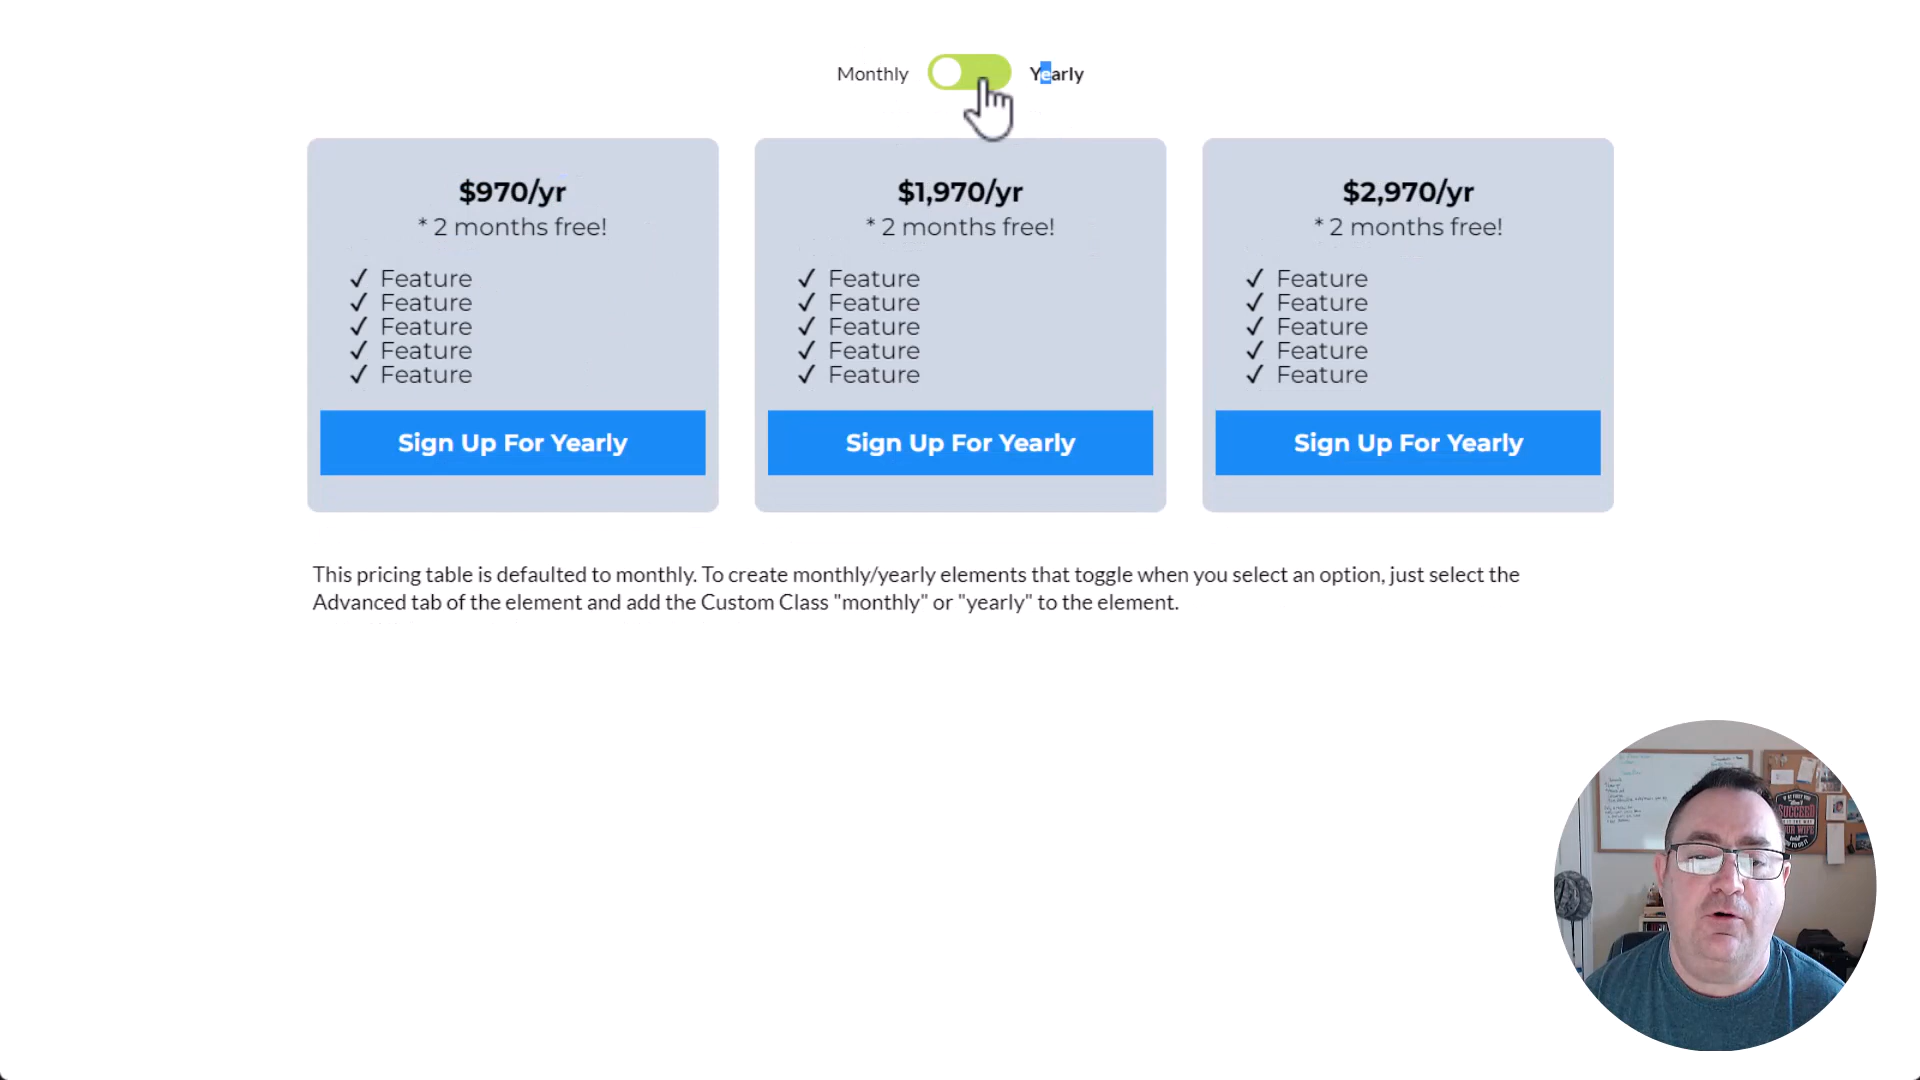 Monthly Yearly
$970/yr
* 2 months free!
✓ Feature
✓ Feature
✓ Feature
✓ Feature
✓ Feature
Sign Up For Yearly
$1,970/yr
* 2 months free!
✓ Feature
✓ Feature
✓ Feature
✓ Feature
✓ Feature
Sign Up For Yearly
$2,970/yr
* 2 months free!
✓ Feature
✓ Feature
✓ Feature
✓ Feature
✓ Feature
Sign Up For Yearly
This pricing table is defaulted to monthly. To create monthly/yearly elements that toggle when you select an option, just select the
Advanced tab of the element and add the Custom Class "monthly" or "yearly" to the element.
SUCCEED